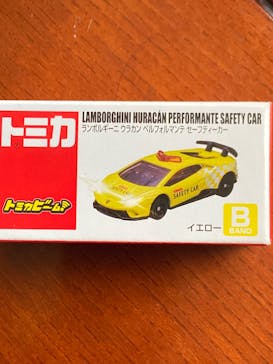 トミカ
LAMBORGHINI HURACÁN PERFORMANTE SAFETY CAR
ランボルギーニ ウラカン ペルフォルマンテ セーフティーカー
SAFETY CAR
トミカビーム
イエロー
B
BAND